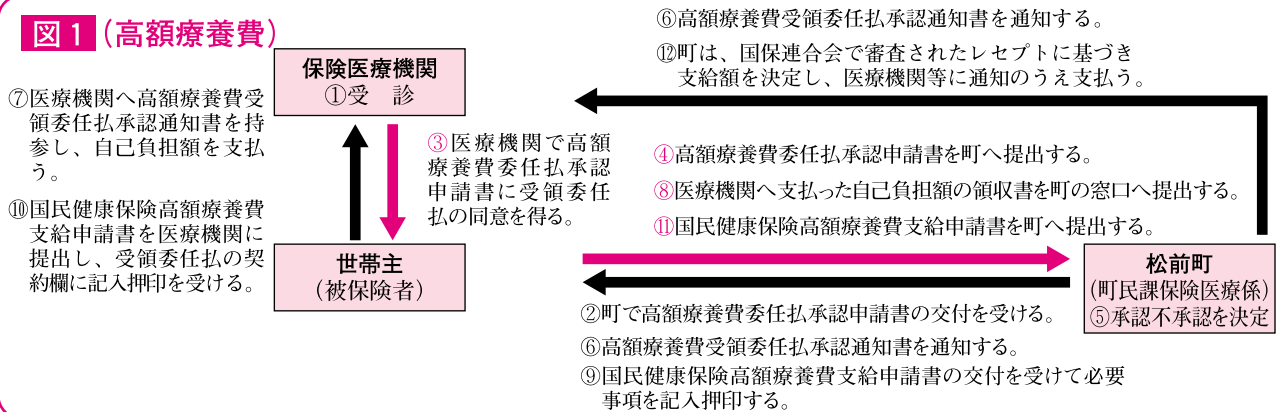 図1(高額療養費)
保険医療機関
①受 診
⑦医療機関へ高額療養費受
領委任払承認通知書を持
参し、自己負担額を支払
う。
⑩国民健康保険高額療養費
支給申請書を医療機関に
提出し、受領委任払の契
約欄に記入押印を受ける。
③医療機関で高額
療養費委任払承認
申請書に受領委任
払の同意を得る。
世帯主
(被保険者)
⑥高額療養費受領委任払承認通知書を通知する。
⑫町は、国保連合会で審査されたレセプトに基づき
支給額を決定し、医療機関等に通知のうえ支払う。
④高額療養費委任払承認申請書を町へ提出する。
⑧医療機関へ支払った自己負担額の領収書を町の窓口へ提出する。
⑪国民健康保険高額療養費支給申請書を町へ提出する。
松前町
(町民課保険医療係)
⑤承認不承認を決定
②町で高額療養費委任払承認申請書の交付を受ける。
⑥高額療養費受領委任払承認通知書を通知する。
⑨国民健康保険高額療養費支給申請書の交付を受けて必要
事項を記入押印する。